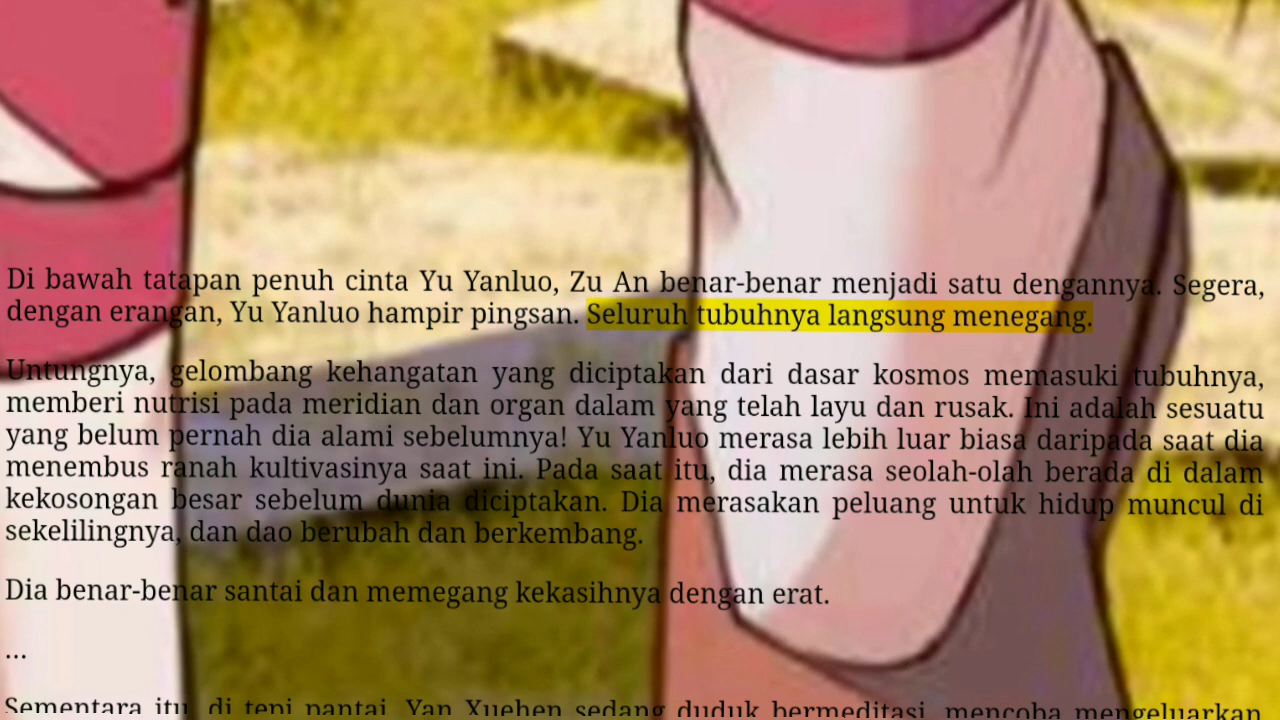 Di bawah tatapan penuh cinta Yu Yanluo, Zu An benar-benar menjadi satu dengannya. Segera,
dengan erangan, Yu Yanluo hampir pingsan. Seluruh tubuhnya langsung menegang.
Untungnya, gelombang kehangatan yang diciptakan dari dasar kosmos memasuki tubuhnya,
memberi nutrisi pada meridian dan organ dalam yang telah layu dan rusak. Ini adalah sesuatu
yang belum pernah dia alami sebelumnya! Yu Yanluo merasa lebih luar biasa daripada saat dia
menembus ranah kultivasinya saat ini. Pada saat itu, dia merasa seolah-olah berada di dalam
kekosongan besar sebelum dunia diciptakan. Dia merasakan peluang untuk hidup muncul di
sekelilingnya, dan dao berubah dan berkembang.
Dia benar-benar santai dan memegang kekasihnya dengan erat.
...
Sementara itu, di tepi pantai, Yan Xuehen sedang duduk bermeditasi, mencoba mengeluarkan